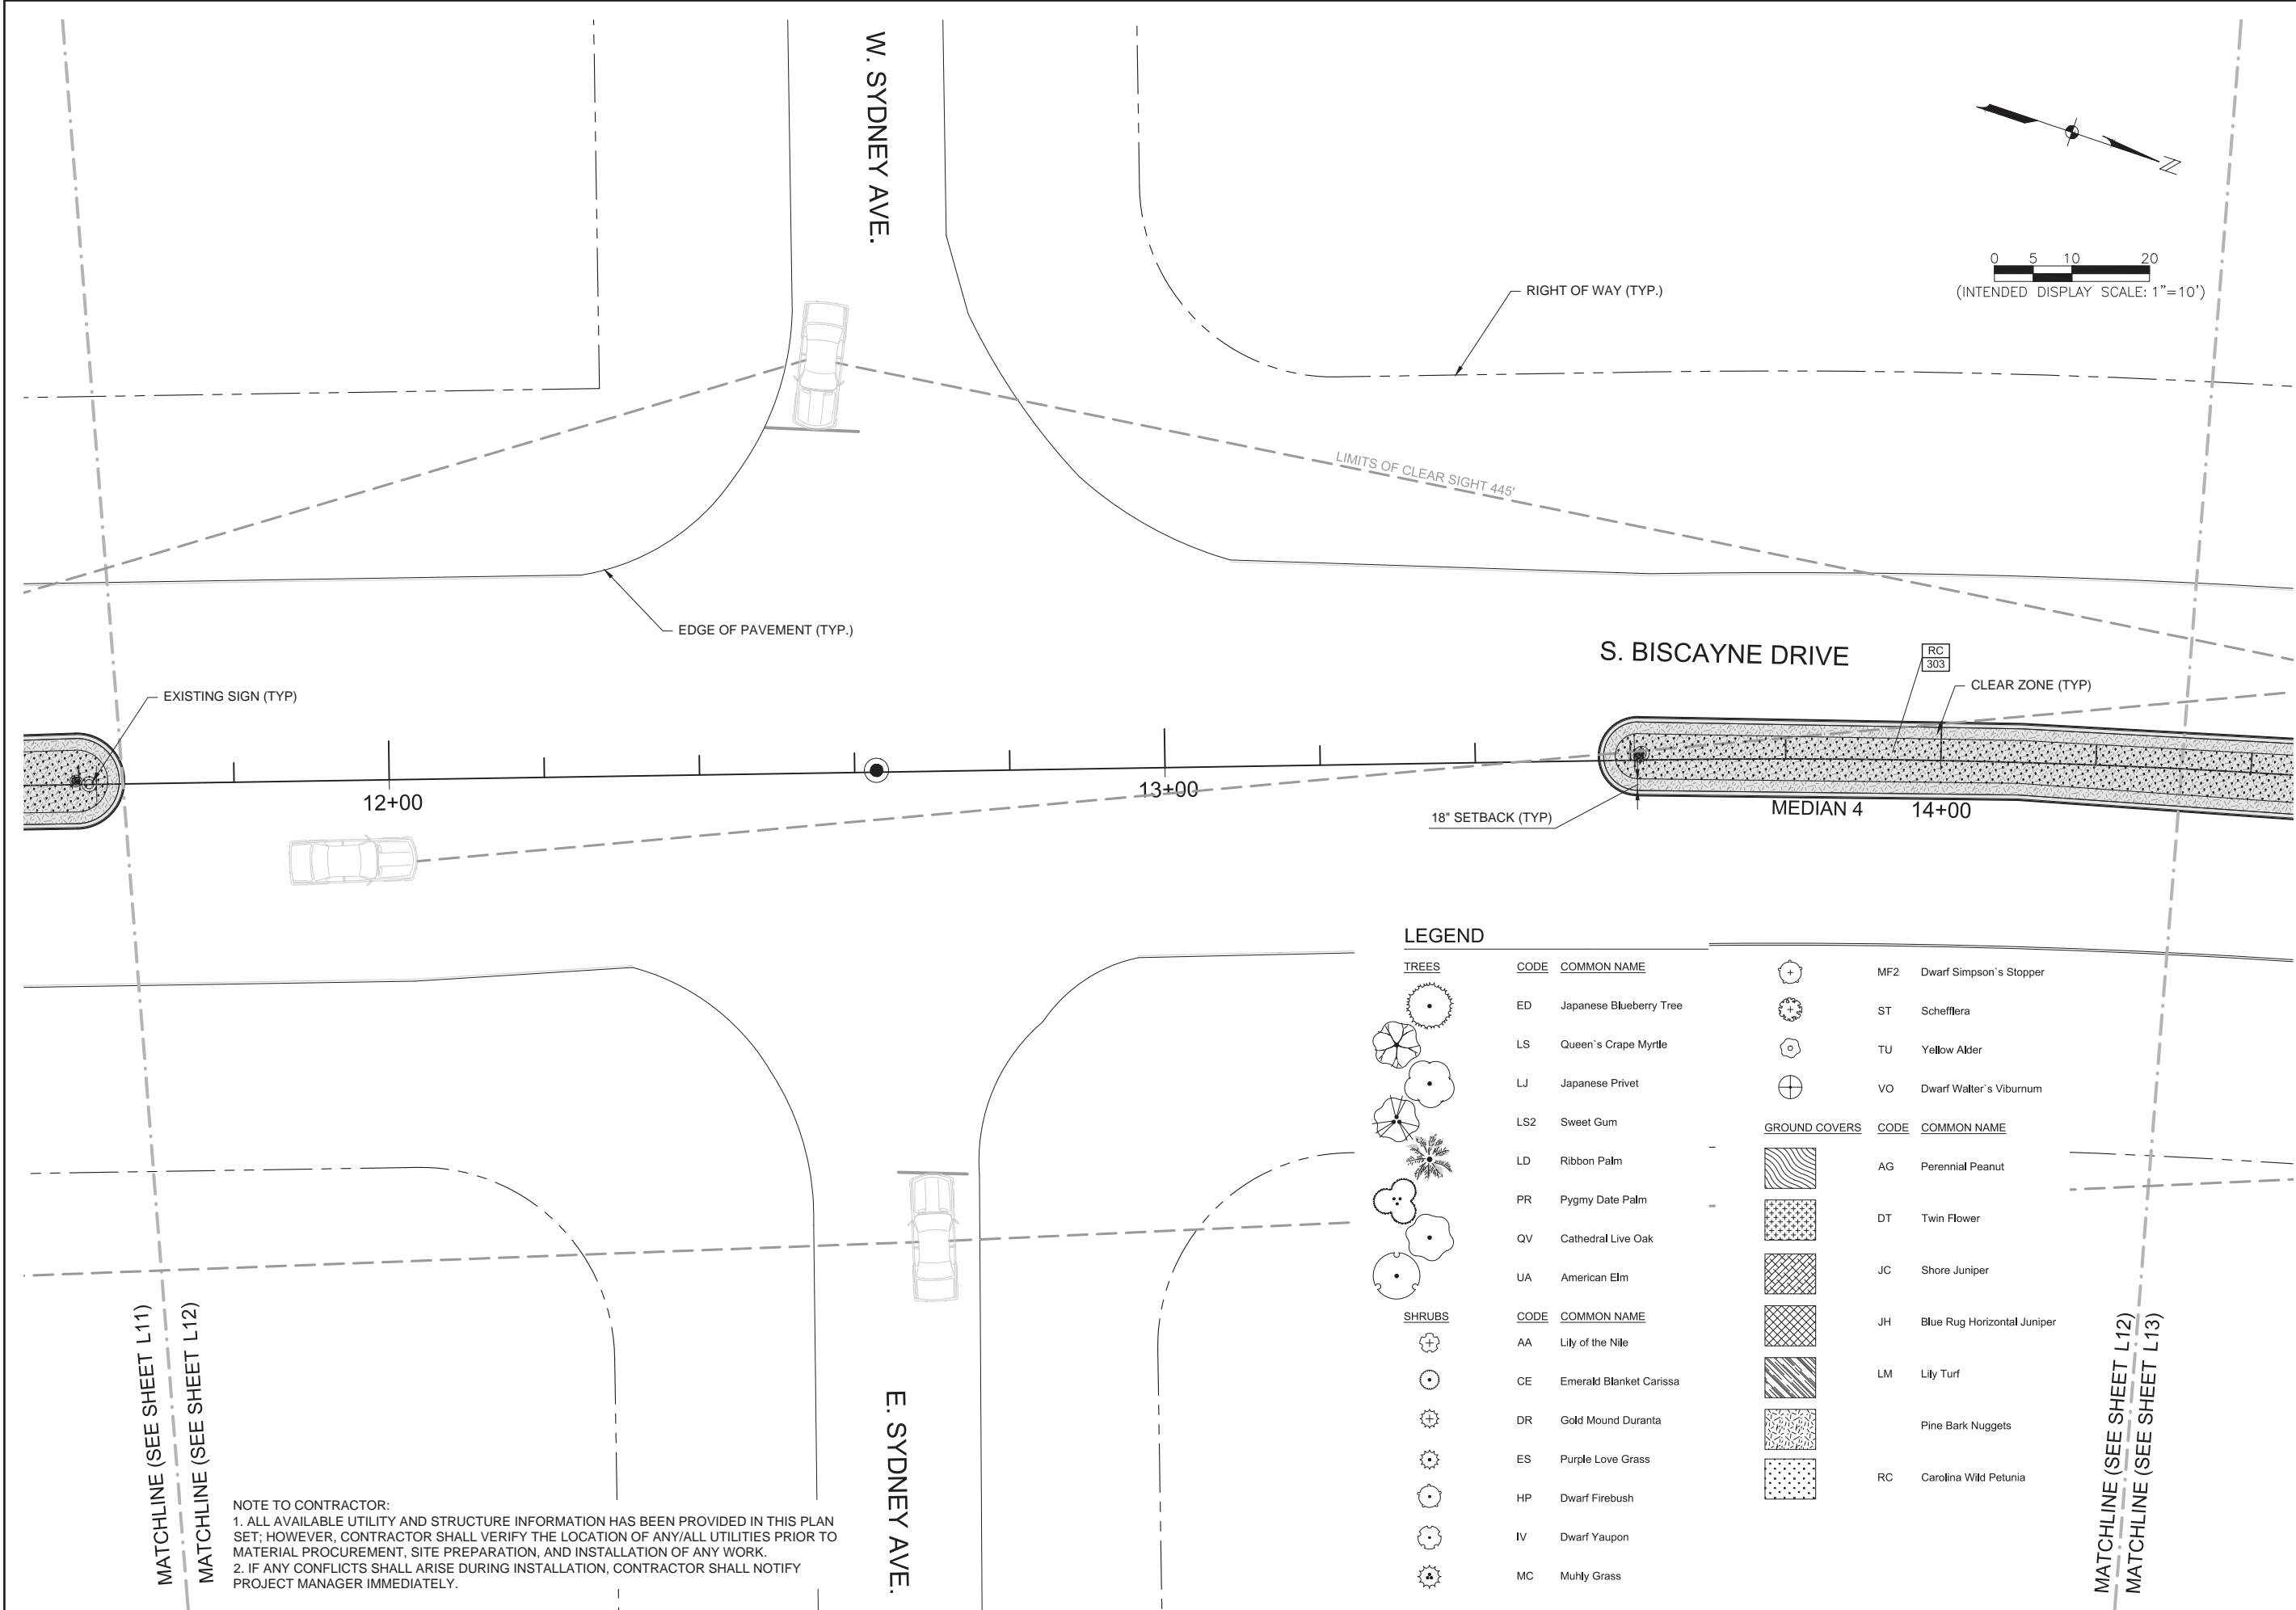 W. SYDNEY AVE.
N
0 5 10 20
(INTENDED DISPLAY SCALE: 1"=10')
RIGHT OF WAY (TYP.)
LIMITS OF CLEAR SIGHT 445'
EDGE OF PAVEMENT (TYP.)
S. BISCAYNE DRIVE
RC
303
CLEAR ZONE (TYP)
EXISTING SIGN (TYP)
12+00
13+00
18" SETBACK (TYP)
MEDIAN 4
14+00
LEGEND
TREES CODE COMMON NAME
ED Japanese Blueberry Tree
LS Queen`s Crape Myrtle
LJ Japanese Privet
LS2 Sweet Gum
LD Ribbon Palm
PR Pygmy Date Palm
QV Cathedral Live Oak
UA American Elm
SHRUBS CODE COMMON NAME
AA Lily of the Nile
CE Emerald Blanket Carissa
DR Gold Mound Duranta
ES Purple Love Grass
HP Dwarf Firebush
IV Dwarf Yaupon
MC Muhly Grass
MF2 Dwarf Simpson`s Stopper
ST Schefflera
TU Yellow Alder
VO Dwarf Walter`s Viburnum
GROUND COVERS CODE COMMON NAME
AG Perennial Peanut
DT Twin Flower
JC Shore Juniper
JH Blue Rug Horizontal Juniper
LM Lily Turf
Pine Bark Nuggets
RC Carolina Wild Petunia
MATCHLINE (SEE SHEET L11)
MATCHLINE (SEE SHEET L12)
E. SYDNEY AVE.
MATCHLINE (SEE SHEET L12)
MATCHLINE (SEE SHEET L13)
NOTE TO CONTRACTOR:
1. ALL AVAILABLE UTILITY AND STRUCTURE INFORMATION HAS BEEN PROVIDED IN THIS PLAN
SET; HOWEVER, CONTRACTOR SHALL VERIFY THE LOCATION OF ANY/ALL UTILITIES PRIOR TO
MATERIAL PROCUREMENT, SITE PREPARATION, AND INSTALLATION OF ANY WORK.
2. IF ANY CONFLICTS SHALL ARISE DURING INSTALLATION, CONTRACTOR SHALL NOTIFY
PROJECT MANAGER IMMEDIATELY.